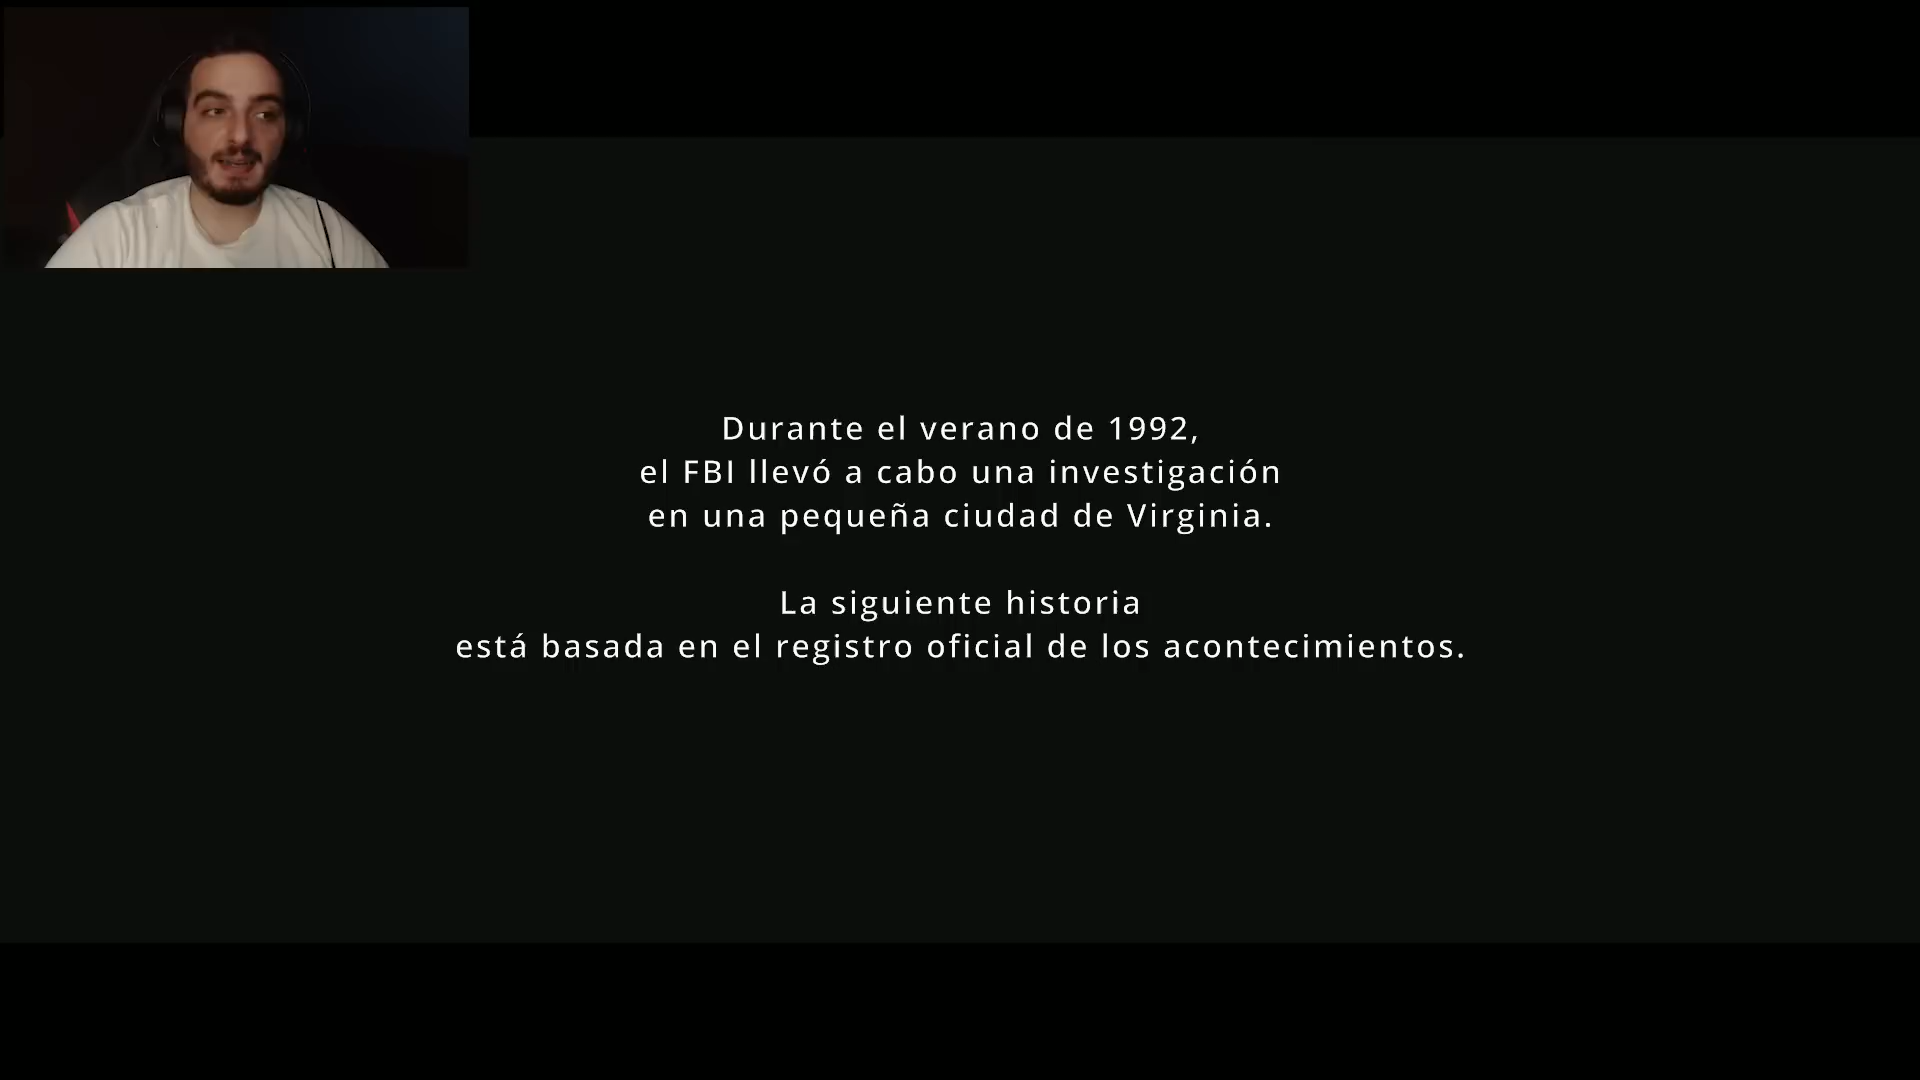 Durante el verano de 1992,
el FBI llevó a cabo una investigación
en una pequeña ciudad de Virginia.
La siguiente historia
está basada en el registro oficial de los acontecimientos.